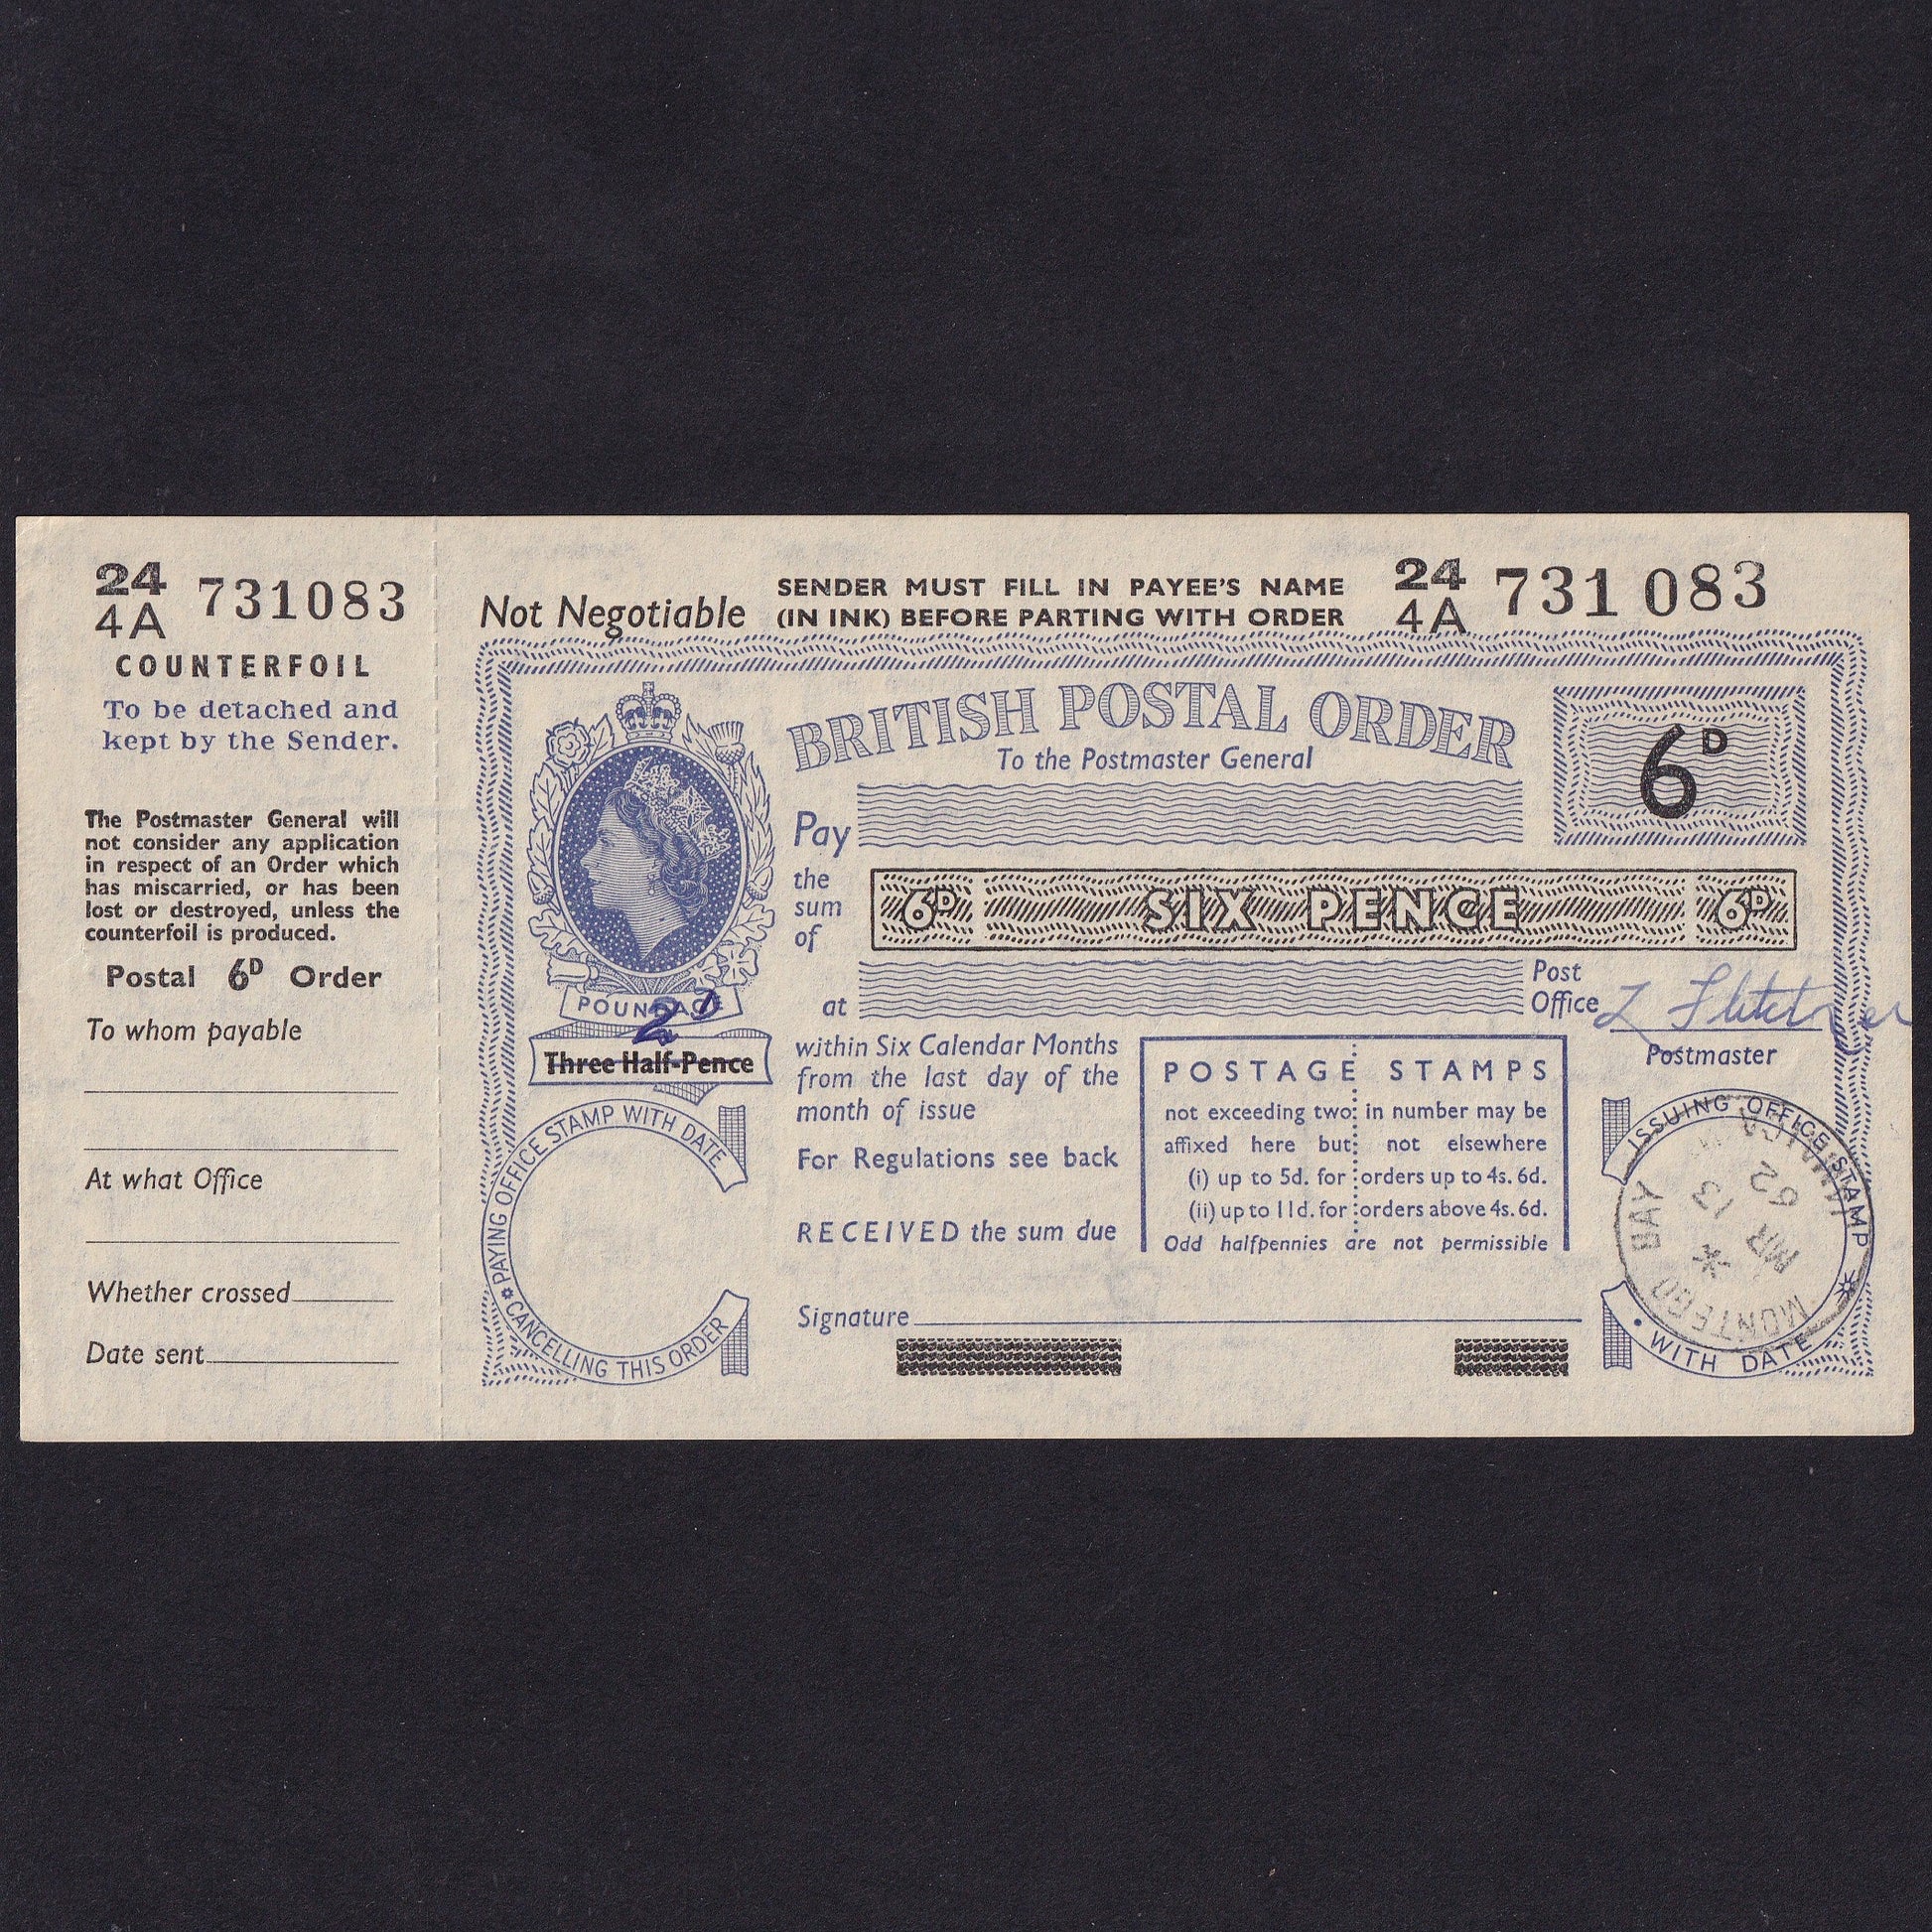 24
4A 731083
COUNTERFOIL
To be detached and
kept by the Sender.
The Postmaster General will
not consider any application
in respect of an Order which
has miscarried, or has been
lost or destroyed, unless the
counterfoil is produced.
Postal 6D Order
To whom payable
At what Office
Whether crossed
Date sent
Not Negotiable
SENDER MUST FILL IN PAYEE'S NAME
(IN INK) BEFORE PARTING WITH ORDER
24
4A 731 083
BRITISH POSTAL ORDER
To the Postmaster General
6D
Pay
the
sum
of
6D SIX PENCE 6D
at
Post
Office
L Fletcher
Postmaster
POUNDAGE
2D
Three Half-Pence
within Six Calendar Months
from the last day of the
month of issue
For Regulations see back
RECEIVED the sum due
Signature
POSTAGE STAMPS
not exceeding two in number may be
affixed here but not elsewhere
(i) up to 5d. for orders up to 4s. 6d.
(ii) up to 11d. for orders above 4s. 6d.
Odd halfpennies are not permissible
PAYING OFFICE STAMP WITH DATE
CANCELLING THIS ORDER
ISSUING OFFICE STAMP
WITH DATE
MONTEGO BAY
JAMAICA
MR 13
62